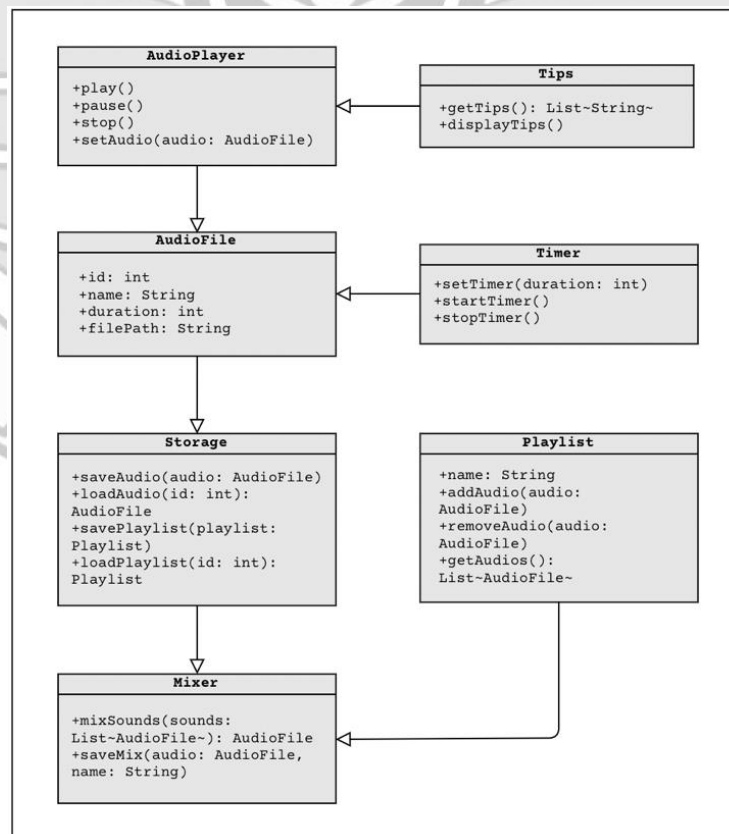 AudioPlayer
+play()
+pause()
+stop()
+setAudio(audio: AudioFile)
Tips
+getTips(): List~String~
+displayTips()
AudioFile
+id: int
+name: String
+duration: int
+filePath: String
Timer
+setTimer(duration: int)
+startTimer()
+stopTimer()
Storage
+saveAudio(audio: AudioFile)
+loadAudio(id: int):
AudioFile
+savePlaylist(playlist:
Playlist)
+loadPlaylist(id: int):
Playlist
Playlist
+name: String
+addAudio(audio:
AudioFile)
+removeAudio(audio:
AudioFile)
+getAudios():
List~AudioFile~
Mixer
+mixSounds(sounds:
List~AudioFile~): AudioFile
+saveMix(audio: AudioFile,
name: String)